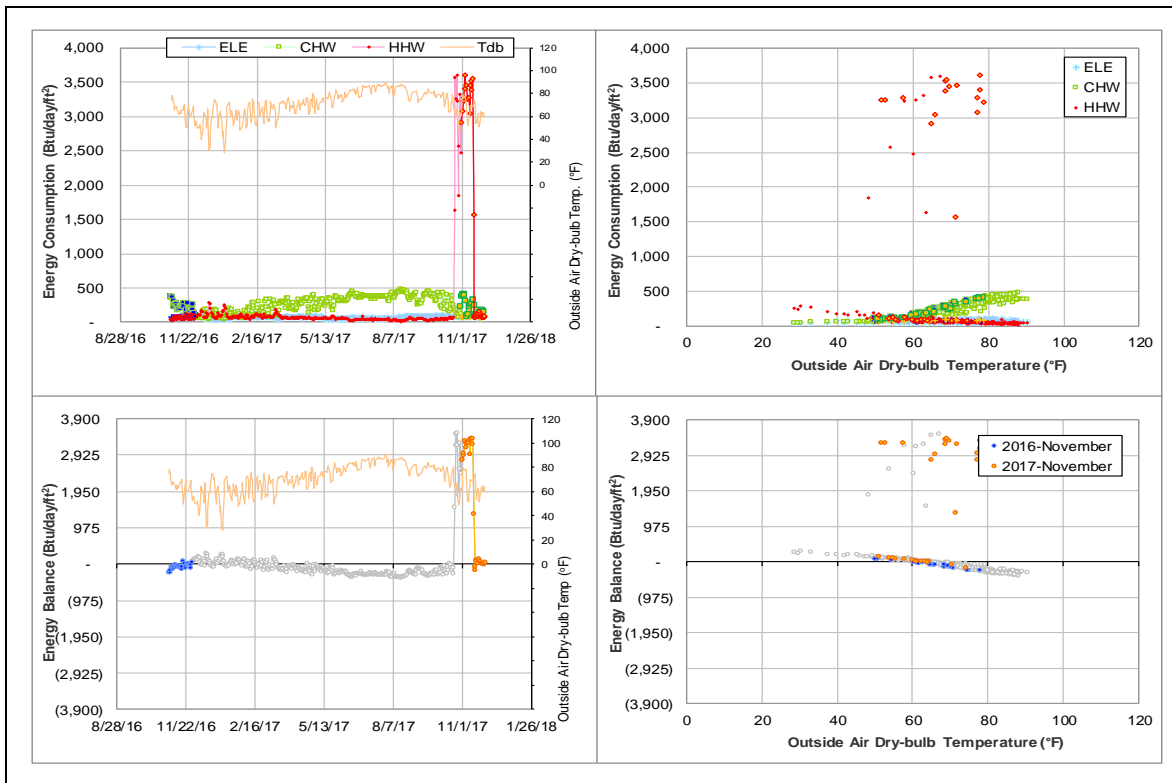 ELE CHW HHW Tdb
4,000
3,500
3,000
2,500
2,000
1,500
1,000
500
-
Energy Consumption (Btu/day/ft²)
120
100
80
60
40
20
0
Outside Air Dry-bulb Temp. (°F)
8/28/16 11/22/16 2/16/17 5/13/17 8/7/17 11/1/17 1/26/18
ELE
CHW
HHW
4,000
3,500
3,000
2,500
2,000
1,500
1,000
500
-
Energy Consumption (Btu/day/ft²)
0 20 40 60 80 100 120
Outside Air Dry-bulb Temperature (°F)
3,900
2,925
1,950
975
-
(975)
(1,950)
(2,925)
(3,900)
Energy Balance (Btu/day/ft²)
120
100
80
60
40
20
0
Outside Air Dry-bulb Temp (°F)
8/28/16 11/22/16 2/16/17 5/13/17 8/7/17 11/1/17 1/26/18
2016-November
2017-November
3,900
2,925
1,950
975
-
(975)
(1,950)
(2,925)
(3,900)
Energy Balance (Btu/day/ft²)
0 20 40 60 80 100 120
Outside Air Dry-bulb Temperature (°F)